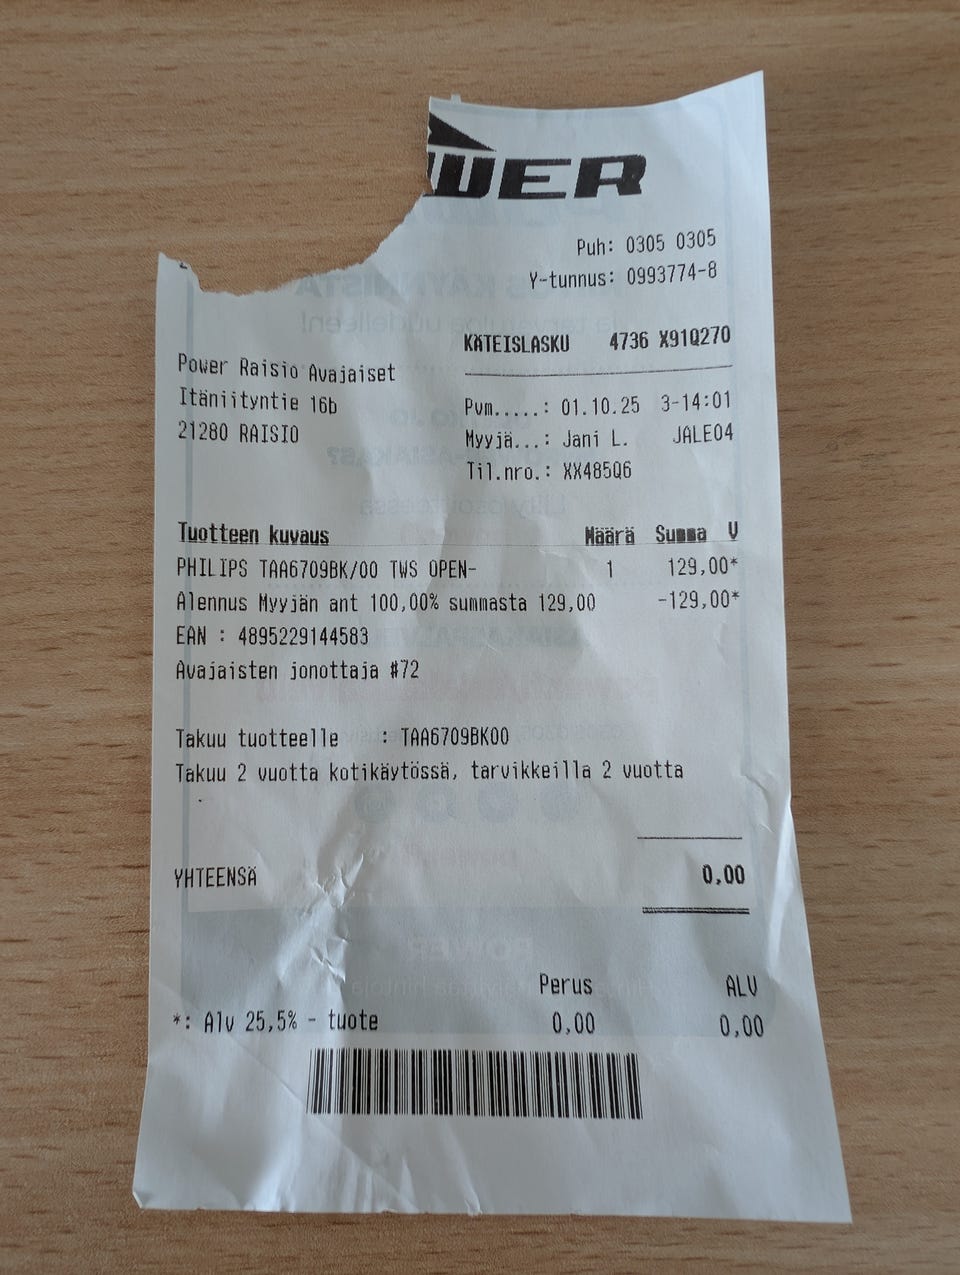 WER
Puh: 0305 0305
Y-tunnus: 0993774-8
KÄTEISLASKU 4736 X91Q270
Power Raisio Avajaiset
Itäniityntie 16b
21280 RAISIO
Pvm.....: 01.10.25 3-14:01
Myyjä...: Jani L. JALE04
Til.nro.: XX485Q6
Tuotteen kuvaus Määrä Summa V
PHILIPS TAA6709BK/00 TWS OPEN- 1 129,00*
Alennus Myyjän ant 100,00% summasta 129,00 -129,00*
EAN : 4895229144583
Avajaisten jonottaja #72
Takuu tuotteelle : TAA6709BK00
Takuu 2 vuotta kotikäytössä, tarvikkeilla 2 vuotta
YHTEENSÄ 0,00
Perus ALV
*: Alv 25,5% - tuote 0,00 0,00